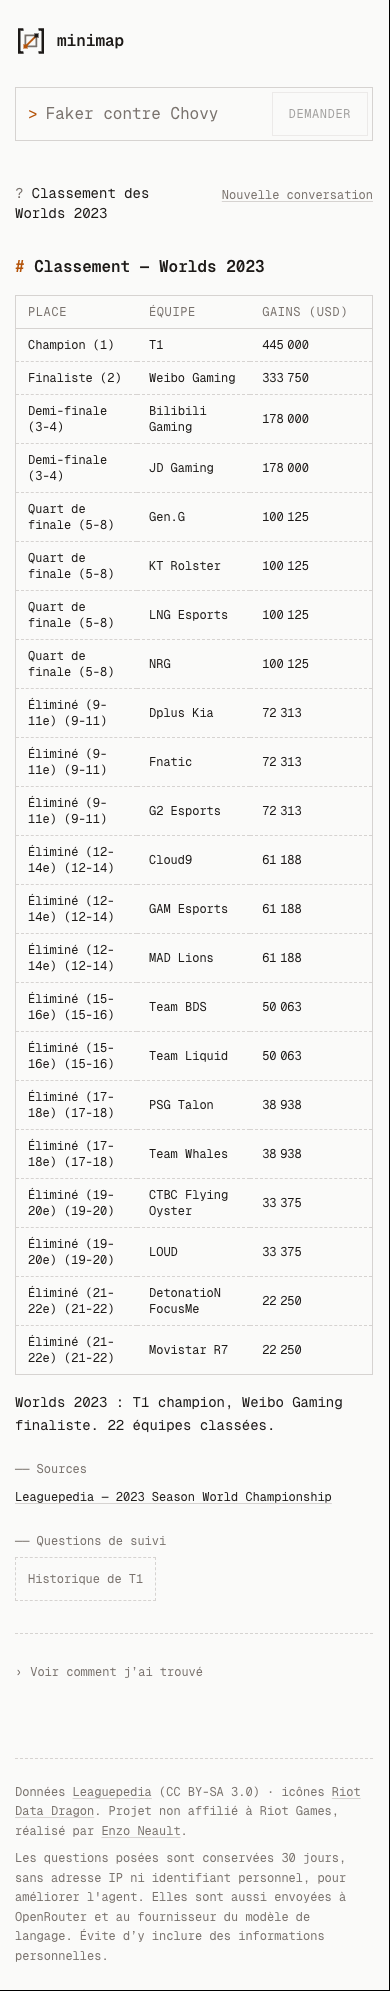 minimap
> Faker contre Chovy
DEMANDER
? Classement des
Worlds 2023
Nouvelle conversation
# Classement — Worlds 2023
PLACE ÉQUIPE GAINS (USD)
Champion (1) T1 445 000
Finaliste (2) Weibo Gaming 333 750
Demi-finale
(3-4)
Bilibili
Gaming
178 000
Demi-finale
(3-4)
JD Gaming
178 000
Quart de
finale (5-8)
Gen.G
100 125
Quart de
finale (5-8)
KT Rolster
100 125
Quart de
finale (5-8)
LNG Esports
100 125
Quart de
finale (5-8)
NRG
100 125
Éliminé (9-
11e) (9-11)
Dplus Kia
72 313
Éliminé (9-
11e) (9-11)
Fnatic
72 313
Éliminé (9-
11e) (9-11)
G2 Esports
72 313
Éliminé (12-
14e) (12-14)
Cloud9
61 188
Éliminé (12-
14e) (12-14)
GAM Esports
61 188
Éliminé (12-
14e) (12-14)
MAD Lions
61 188
Éliminé (15-
16e) (15-16)
Team BDS
50 063
Éliminé (15-
16e) (15-16)
Team Liquid
50 063
Éliminé (17-
18e) (17-18)
PSG Talon
38 938
Éliminé (17-
18e) (17-18)
Team Whales
38 938
Éliminé (19-
20e) (19-20)
CTBC Flying
Oyster
33 375
Éliminé (19-
20e) (19-20)
LOUD
33 375
Éliminé (21-
22e) (21-22)
DetonatioN
FocusMe
22 250
Éliminé (21-
22e) (21-22)
Movistar R7
22 250
Worlds 2023 : T1 champion, Weibo Gaming
finaliste. 22 équipes classées.
── Sources
Leaguepedia — 2023 Season World Championship
── Questions de suivi
Historique de T1
› Voir comment j’ai trouvé
Données Leaguepedia (CC BY-SA 3.0) · icônes Riot
Data Dragon. Projet non affilié à Riot Games,
réalisé par Enzo Neault.
Les questions posées sont conservées 30 jours,
sans adresse IP ni identifiant personnel, pour
améliorer l’agent. Elles sont aussi envoyées à
OpenRouter et au fournisseur du modèle de
langage. Évite d’y inclure des informations
personnelles.